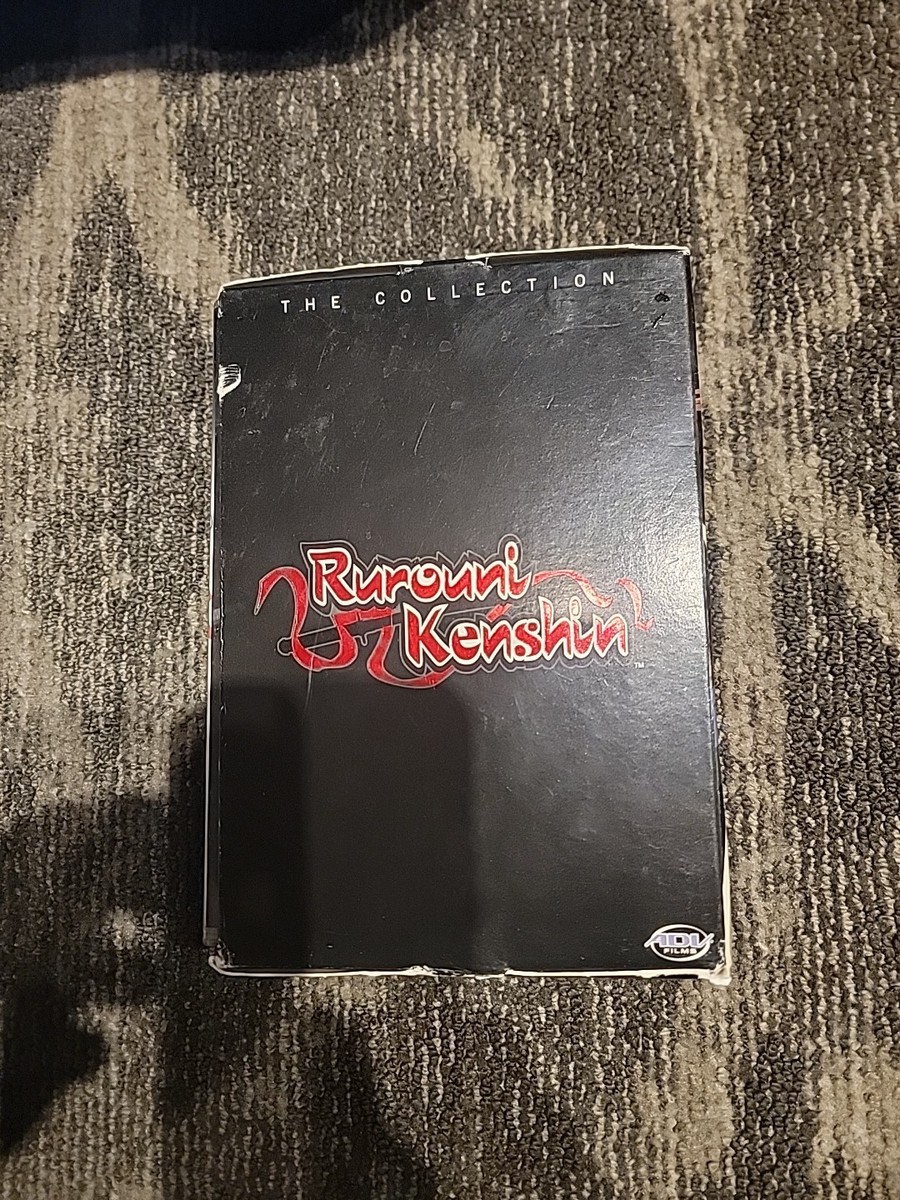 THE COLLECTION
Rurouni
Kenshin
TM
ADV
FILMS